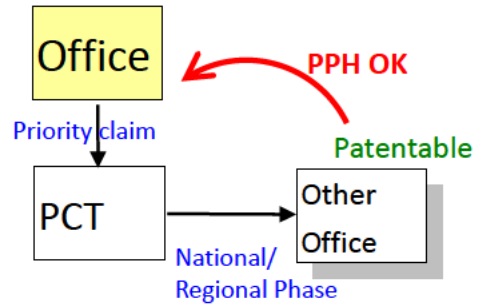 Office
PPH OK
Priority claim
Patentable
PCT
Other
Office
National/
Regional Phase